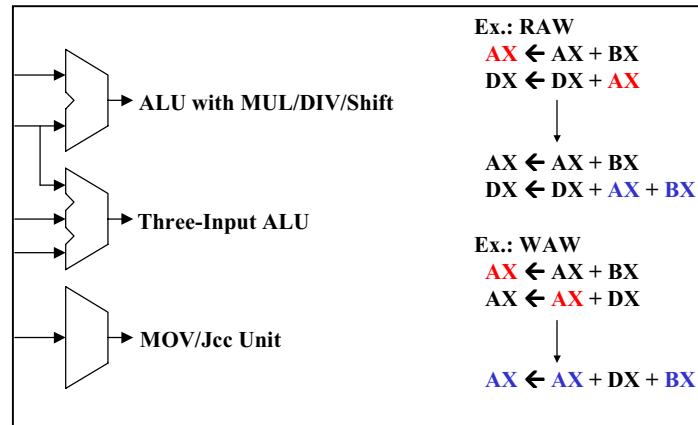 ALU with MUL/DIV/Shift
Three-Input ALU
MOV/Jcc Unit
Ex.: RAW
AX ← AX + BX
DX ← DX + AX
AX ← AX + BX
DX ← DX + AX + BX
Ex.: WAW
AX ← AX + BX
AX ← AX + DX
AX ← AX + DX + BX